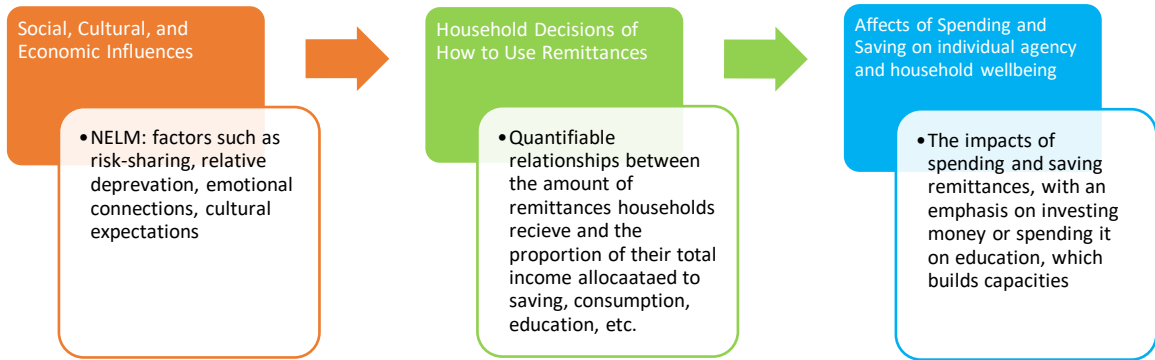 Social, Cultural, and
Economic Influences
•NELM: factors such as
risk-sharing, relative
deprevation, emotional
connections, cultural
expectations
Household Decisions of
How to Use Remittances
•Quantifiable
relationships between
the amount of
remittances households
recieve and the
proportion of their total
income allocaataed to
saving, consumption,
education, etc.
Affects of Spending and
Saving on individual agency
and household wellbeing
•The impacts of
spending and saving
remittances, with an
emphasis on investing
money or spending it
on education, which
builds capacities